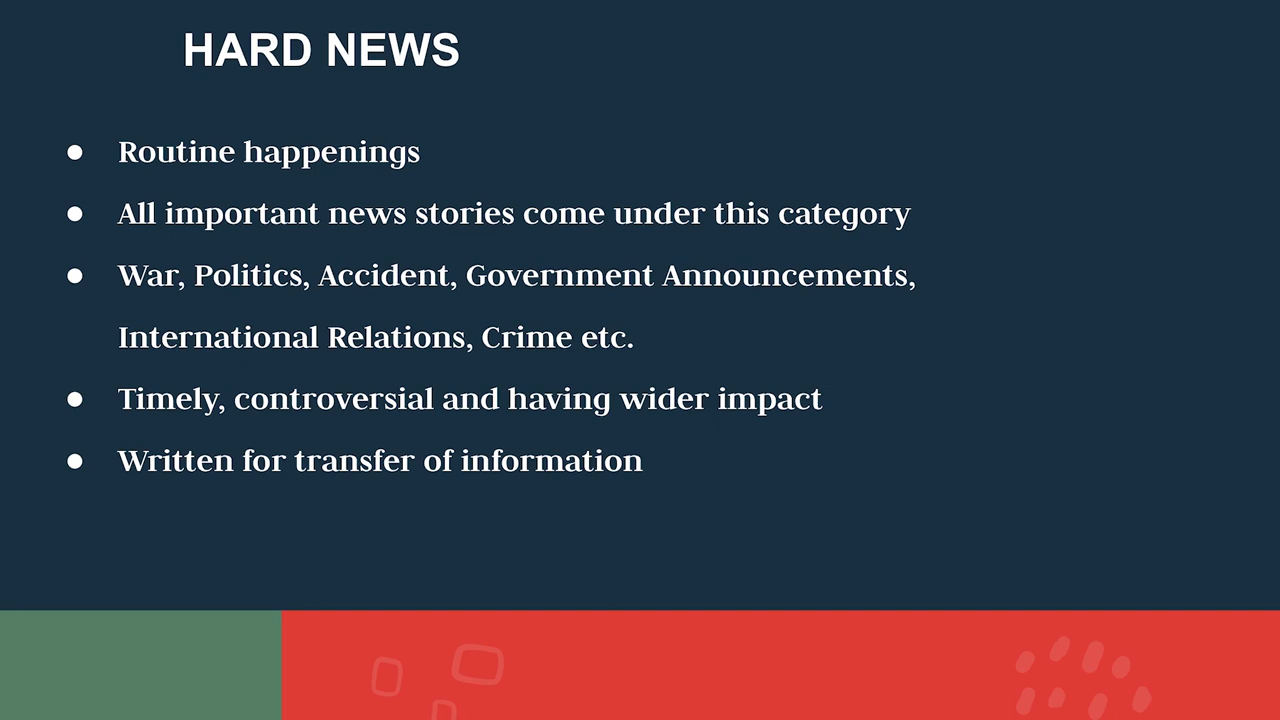 HARD NEWS
● Routine happenings
● All important news stories come under this category
● War, Politics, Accident, Government Announcements,
International Relations, Crime etc.
● Timely, controversial and having wider impact
● Written for transfer of information